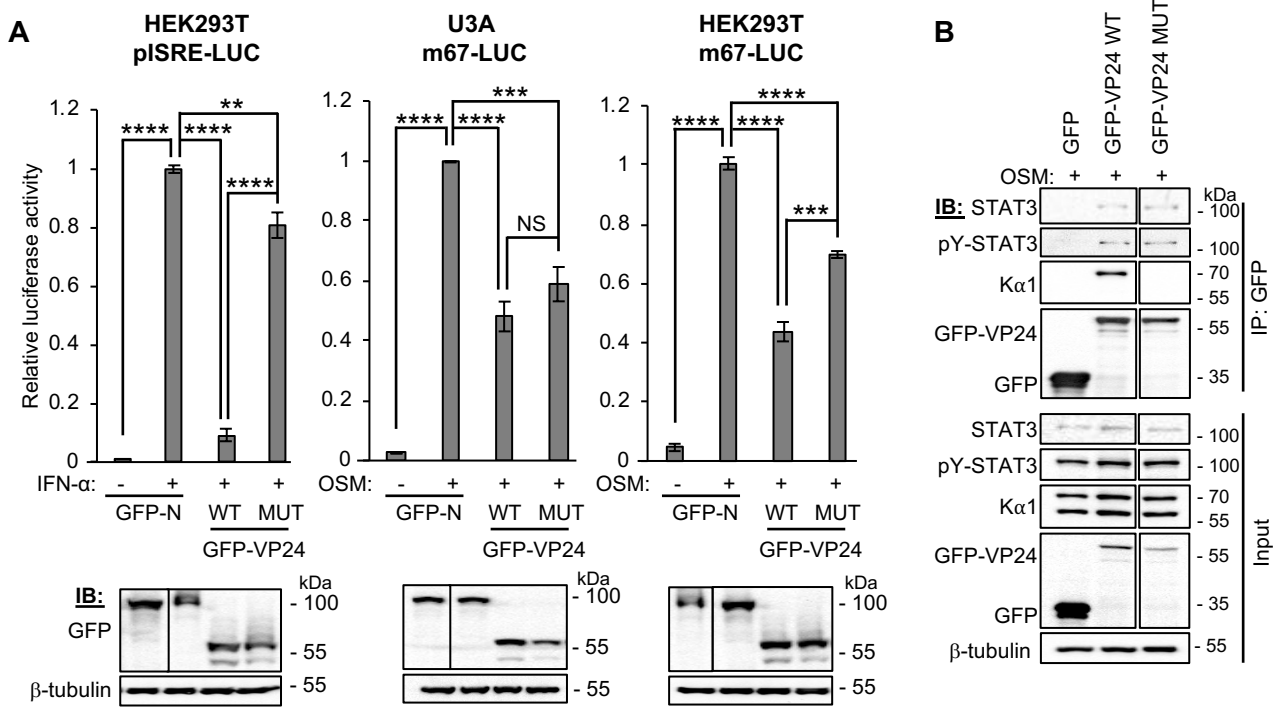 A
HEK293T
pISRE-LUC
Relative luciferase activity
1.2
1
0.8
0.6
0.4
0.2
0
**** **** ** ****
IFN-α: - + + +
GFP-N WT MUT
GFP-VP24
IB:
GFP
β-tubulin
kDa
- 100
- 55
- 55
U3A
m67-LUC
1.2
1
0.8
0.6
0.4
0.2
0
**** **** *** NS
OSM: - + + +
GFP-N WT MUT
GFP-VP24
kDa
- 100
- 55
- 55
HEK293T
m67-LUC
1.2
1
0.8
0.6
0.4
0.2
0
**** **** **** ***
OSM: - + + +
GFP-N WT MUT
GFP-VP24
kDa
- 100
- 55
- 55
B
GFP
GFP-VP24 WT
GFP-VP24 MUT
OSM: + + +
kDa
IB: STAT3 - 100
pY-STAT3 - 100
Kα1 - 70
- 55
GFP-VP24 - 55
GFP - 35
IP: GFP
STAT3 - 100
pY-STAT3 - 100
Kα1 - 70
- 55
GFP-VP24 - 55
GFP - 35
β-tubulin - 55
Input